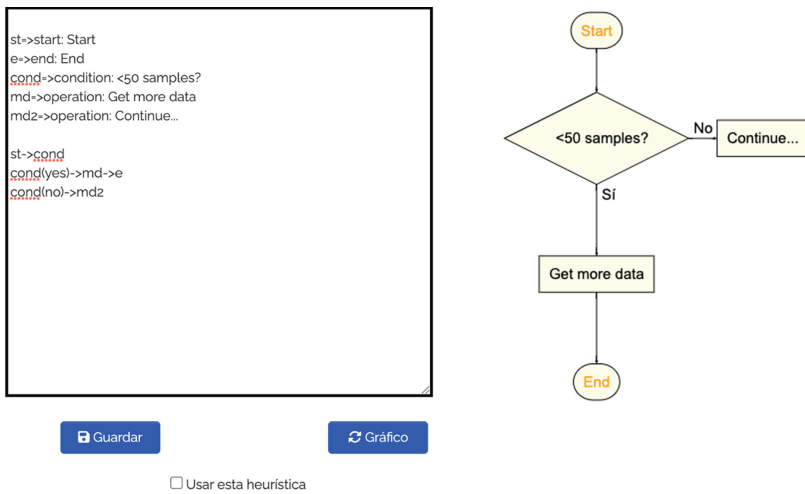 st=>start: Start
e=>end: End
cond=>condition: <50 samples?
md=>operation: Get more data
md2=>operation: Continue...
st->cond
cond(yes)->md->e
cond(no)->md2
Guardar
Gráfico
Usar esta heurística
Start
<50 samples?
No
Continue...
Sí
Get more data
End